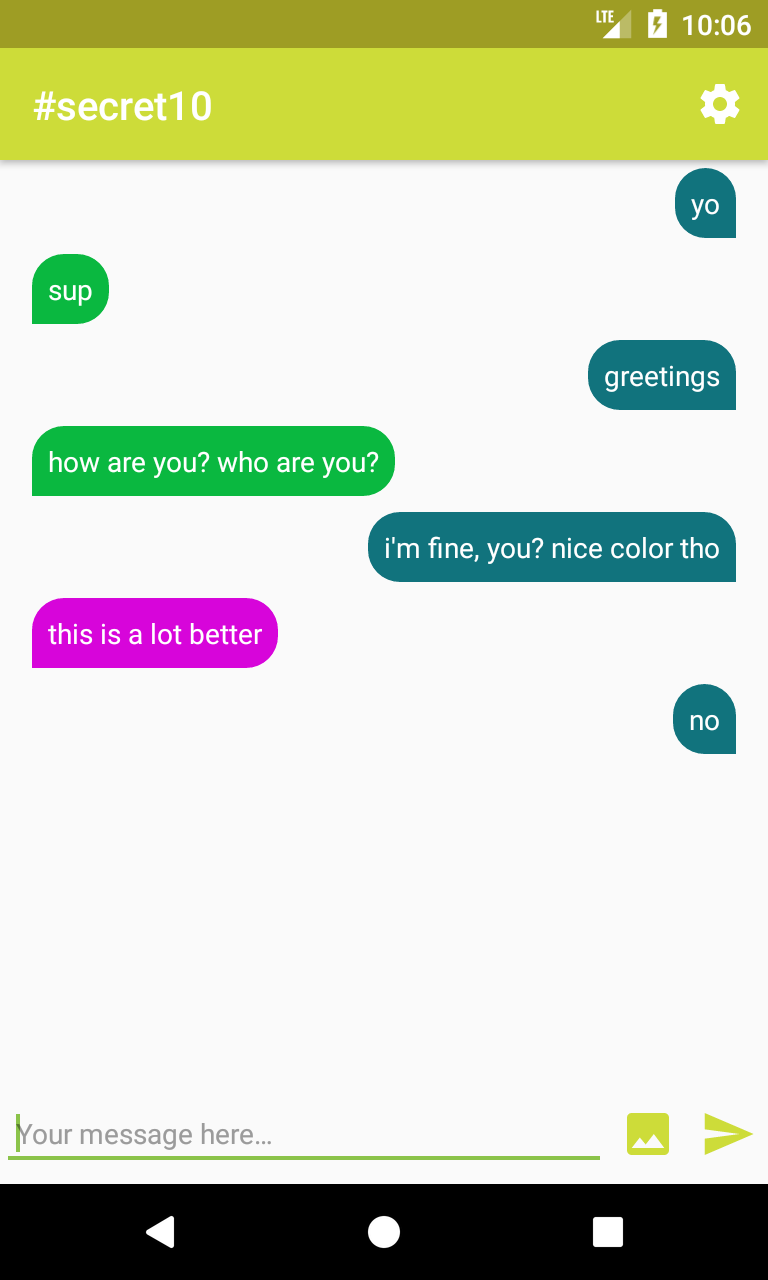 LTE 10:06
#secret10
yo
sup
greetings
how are you? who are you?
i'm fine, you? nice color tho
this is a lot better
no
Your message here…